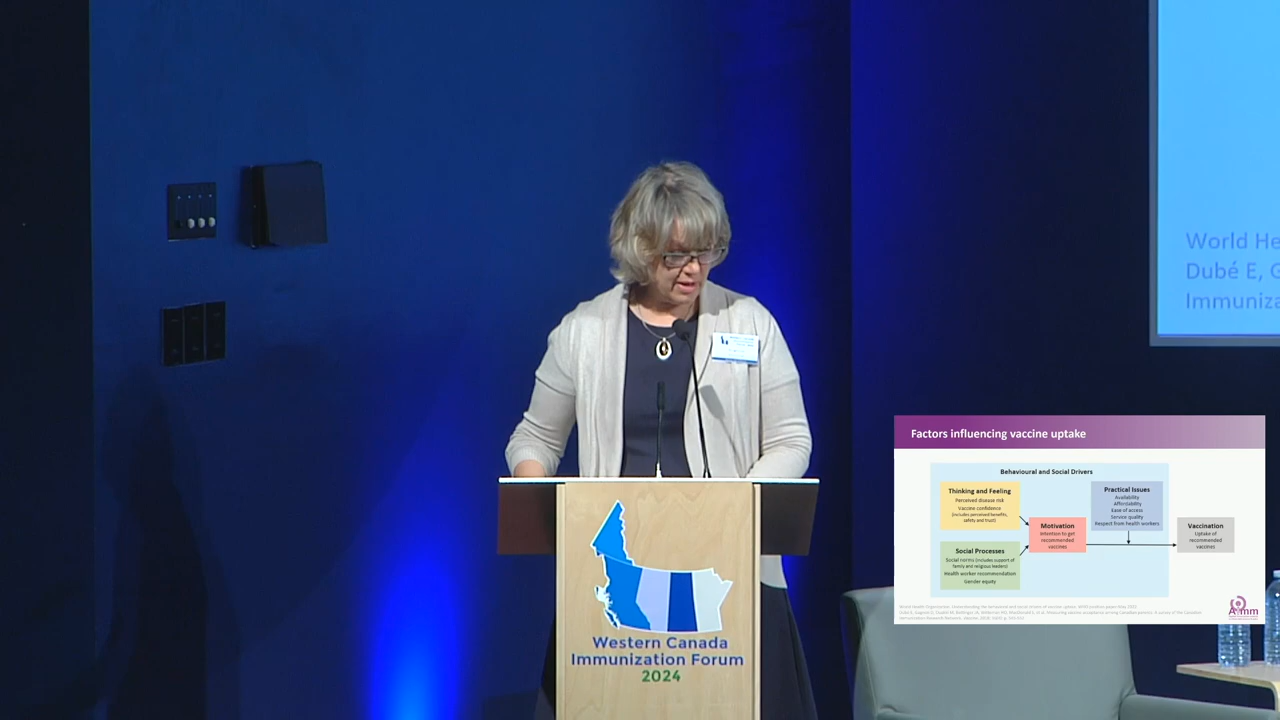 World He
Dubé E, G
Immuniza
Factors influencing vaccine uptake
Behavioural and Social Drivers
Thinking and Feeling
Perceived disease risk
Vaccine confidence
(includes perceived benefits,
safety and trust)
Social Processes
Social norms (includes support of
family and religious leaders)
Health worker recommendation
Gender equity
Motivation
Intention to get
recommended
vaccines
Practical Issues
Availability
Affordability
Ease of access
Service quality
Respect from health workers
Vaccination
Uptake of
recommended
vaccines
Western Canada
Immunization Forum
2024